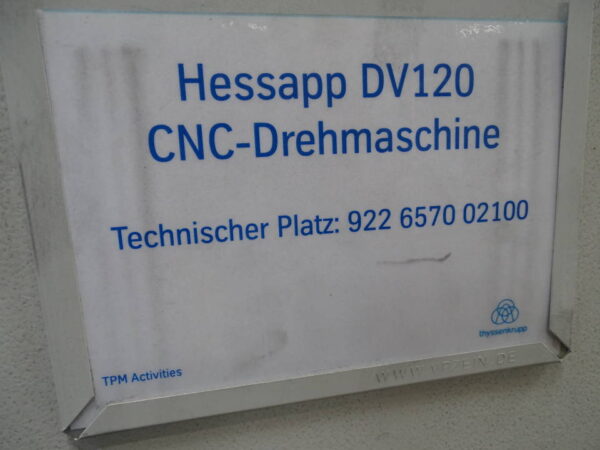 Hessapp DV120
CNC-Drehmaschine
Technischer Platz: 922 6570 02100
thyssenkrupp
TPM Activities